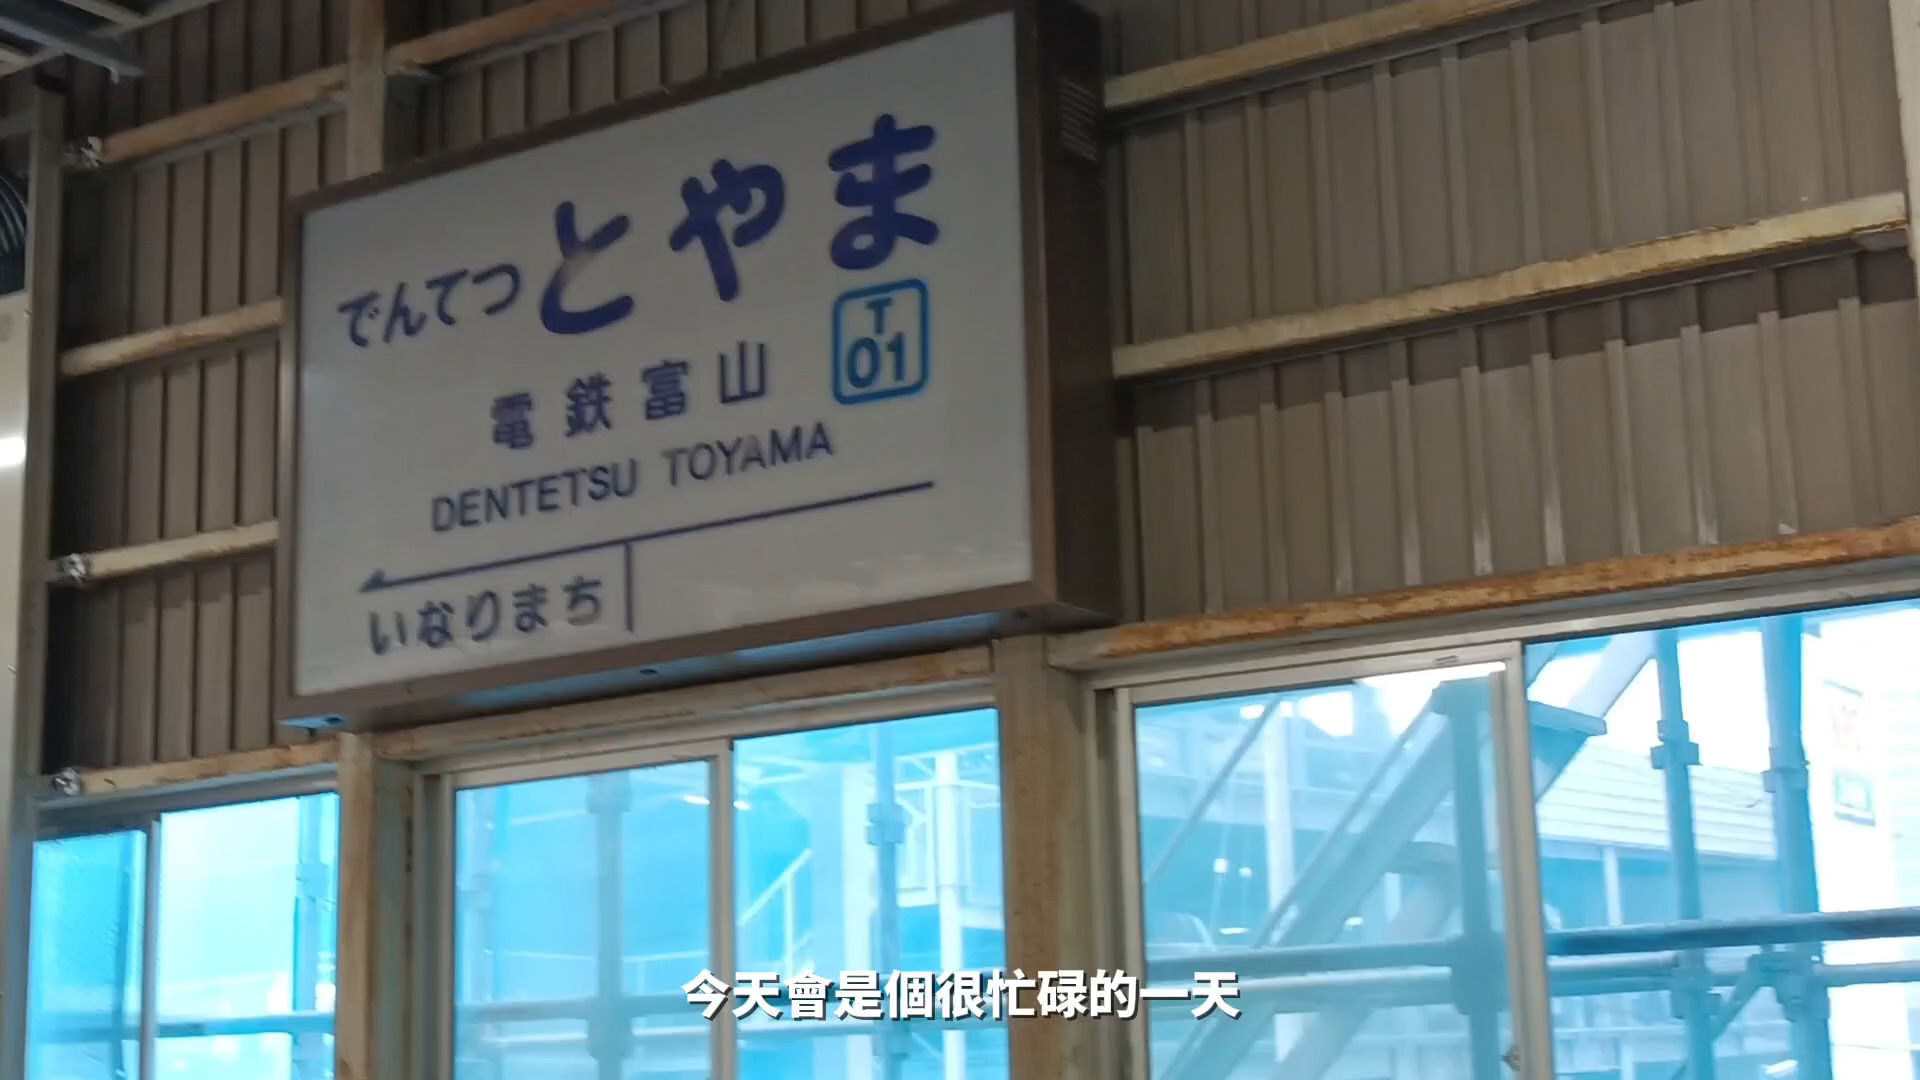 でんてつとやま
T
01
電鉄富山
DENTETSU TOYAMA
いなりまち
今天會是個很忙碌的一天